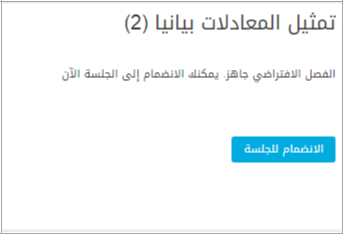 تمثيل المعادلات بيانيا (2)
الفصل الافتراضي جاهز. يمكنك الانضمام إلى الجلسة الآن
الانضمام للجلسة